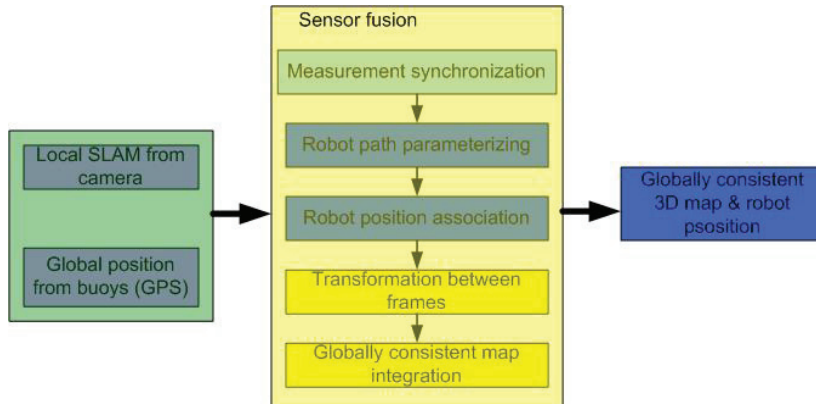 Sensor fusion
Measurement synchronization
Robot path parameterizing
Robot position association
Transformation between
frames
Globally consistent map
integration
Local SLAM from
camera
Global position
from buoys (GPS)
Globally consistent
3D map & robot
psosition